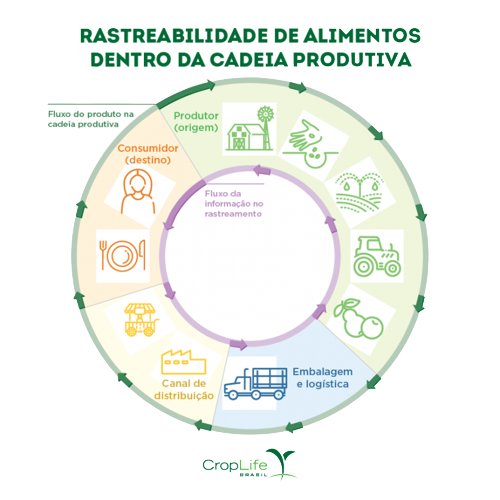 RASTREABILIDADE DE ALIMENTOS
DENTRO DA CADEIA PRODUTIVA
Fluxo do produto na
cadeia produtiva
Produtor
(origem)
Consumidor
(destino)
Fluxo da
informação no
rastreamento
Embalagem
e logística
Canal de
distribuição
CropLife
BRASIL